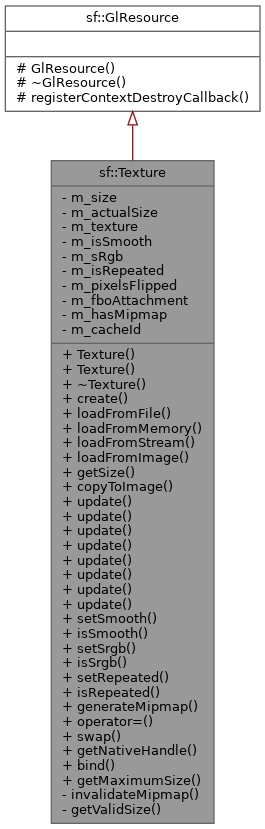 sf::GlResource
# GlResource()
# ~GlResource()
# registerContextDestroyCallback()
sf::Texture
- m_size
- m_actualSize
- m_texture
- m_isSmooth
- m_sRgb
- m_isRepeated
- m_pixelsFlipped
- m_fboAttachment
- m_hasMipmap
- m_cacheId
+ Texture()
+ Texture()
+ ~Texture()
+ create()
+ loadFromFile()
+ loadFromMemory()
+ loadFromStream()
+ loadFromImage()
+ getSize()
+ copyToImage()
+ update()
+ update()
+ update()
+ update()
+ update()
+ update()
+ update()
+ update()
+ setSmooth()
+ isSmooth()
+ setSrgb()
+ isSrgb()
+ setRepeated()
+ isRepeated()
+ generateMipmap()
+ operator=()
+ swap()
+ getNativeHandle()
+ bind()
+ getMaximumSize()
- invalidateMipmap()
- getValidSize()